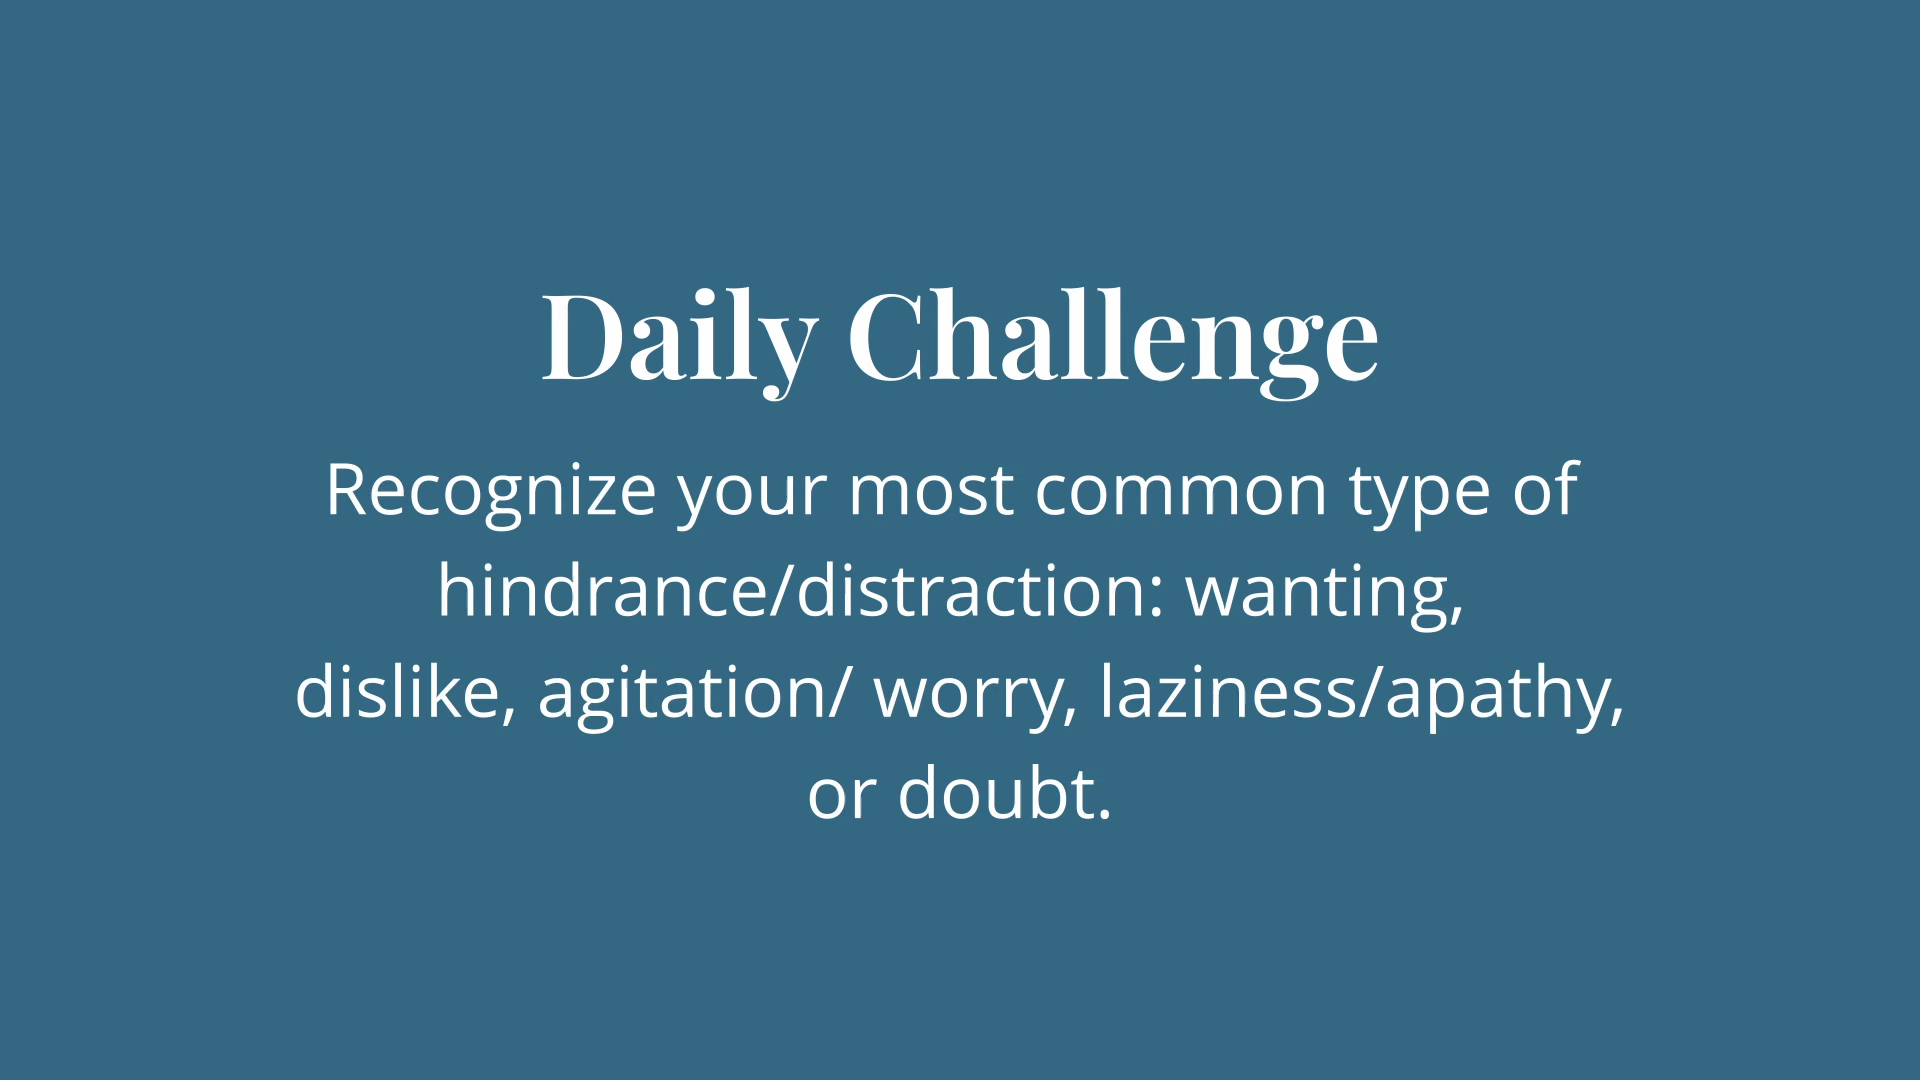 Daily Challenge
Recognize your most common type of
hindrance/distraction: wanting,
dislike, agitation/ worry, laziness/apathy,
or doubt.